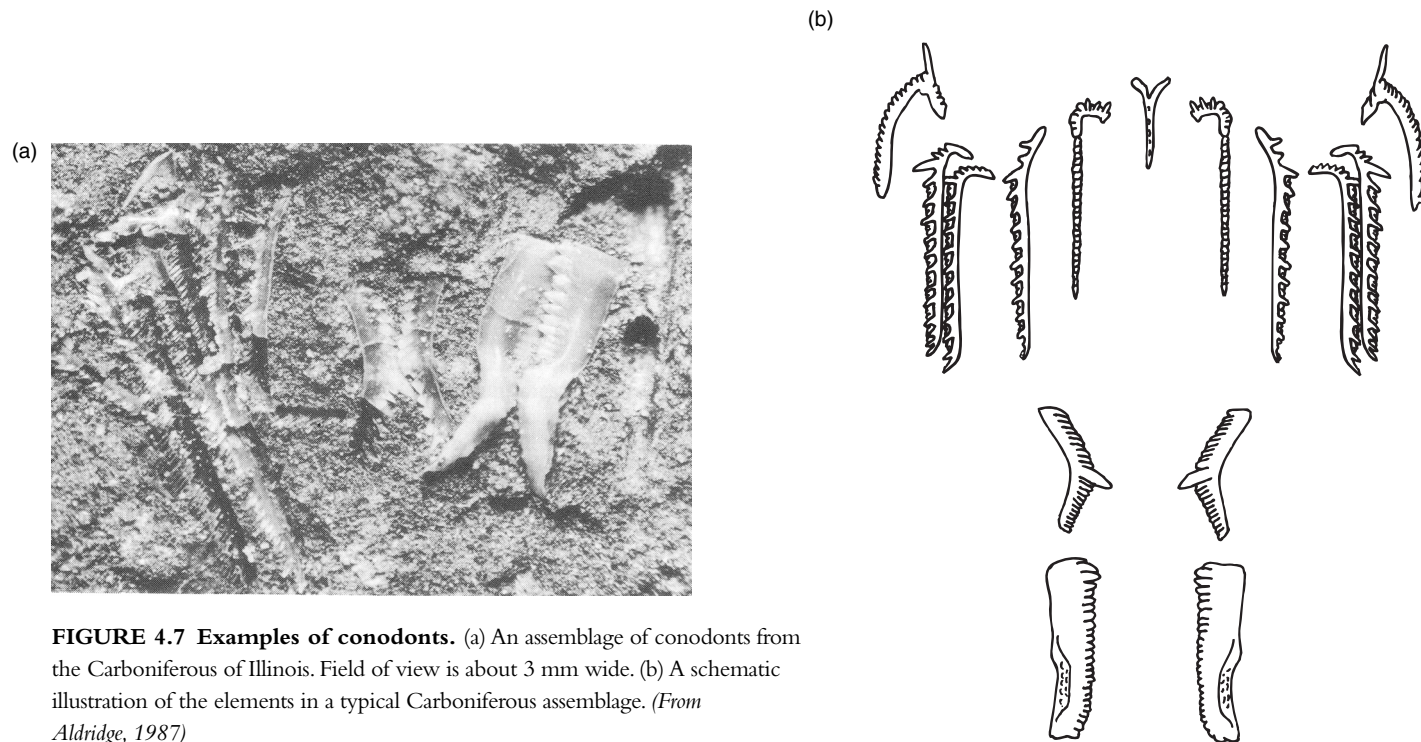 (b)
(a)
FIGURE 4.7 Examples of conodonts. (a) An assemblage of conodonts from
the Carboniferous of Illinois. Field of view is about 3 mm wide. (b) A schematic
illustration of the elements in a typical Carboniferous assemblage. (From
Aldridge, 1987)